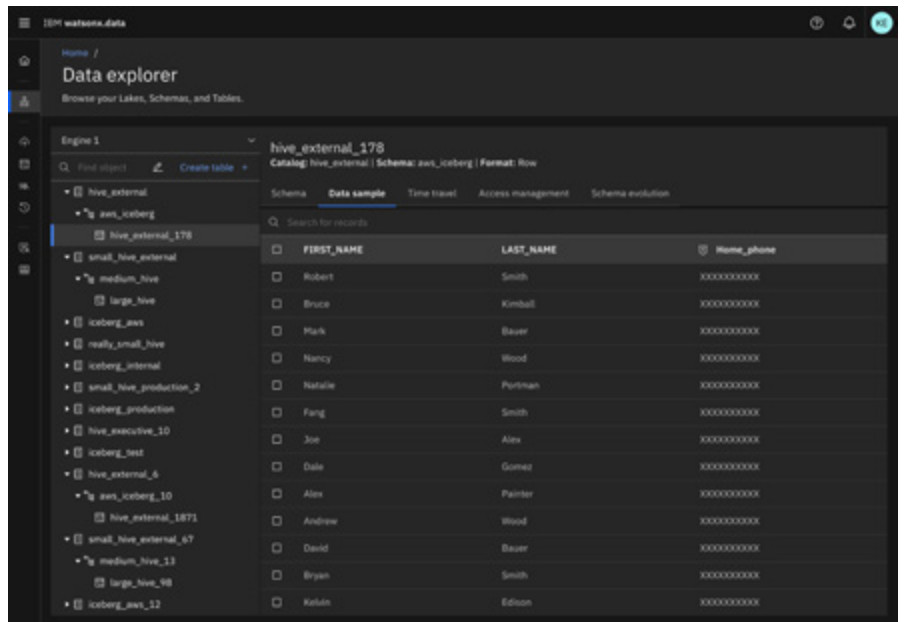 IBM watsonx.data
KE
Home /
Data explorer
Browse your Lakes, Schemas, and Tables.
Engine 1
Find object
Create table +
hive_external
aws_iceberg
hive_external_178
small_hive_external
medium_hive
large_hive
iceberg_aws
really_small_hive
iceberg_internal
small_hive_production_2
iceberg_production
hive_executive_10
iceberg_test
hive_external_6
aws_iceberg_10
hive_external_1871
small_hive_external_67
medium_hive_13
large_hive_98
iceberg_aws_12
hive_external_178
Catalog: hive_external | Schema: aws_iceberg | Format: Row
Schema Data sample Time travel Access management Schema evolution
Search for records
FIRST_NAME LAST_NAME Home_phone
Robert Smith XXXXXXXXXX
Bruce Kimball XXXXXXXXXX
Mark Bauer XXXXXXXXXX
Nancy Wood XXXXXXXXXX
Natalie Portman XXXXXXXXXX
Fang Smith XXXXXXXXXX
Joe Alex XXXXXXXXXX
Dale Gomez XXXXXXXXXX
Alex Painter XXXXXXXXXX
Andrew Wood XXXXXXXXXX
David Bauer XXXXXXXXXX
Bryan Smith XXXXXXXXXX
Kelvin Edison XXXXXXXXXX